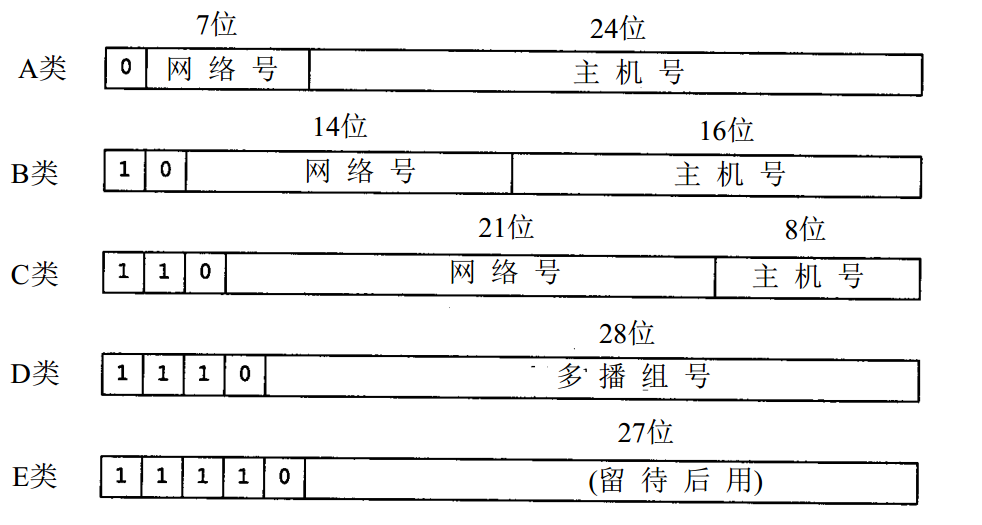 7位 24位
A类 0 网络号 主机号
14位 16位
B类 1 0 网络号 主机号
21位 8位
C类 1 1 0 网络号 主机号
28位
D类 1 1 1 0 多播组号
27位
E类 1 1 1 1 0 (留待后用)